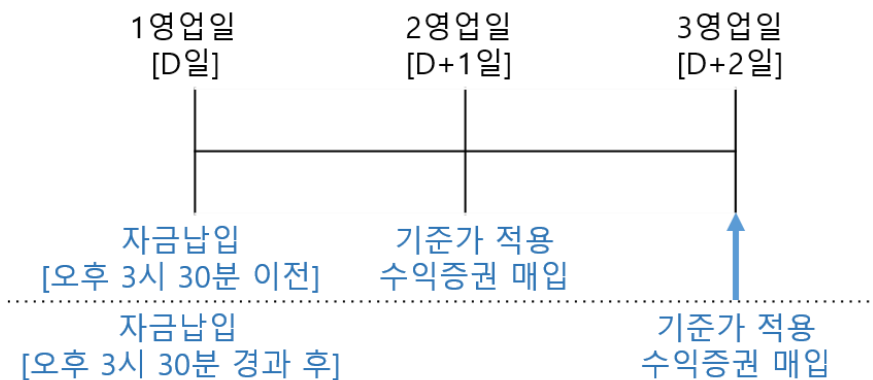 1영업일
[D일]
2영업일
[D+1일]
3영업일
[D+2일]
자금납입
[오후 3시 30분 이전]
기준가 적용
수익증권 매입
자금납입
[오후 3시 30분 경과 후]
기준가 적용
수익증권 매입